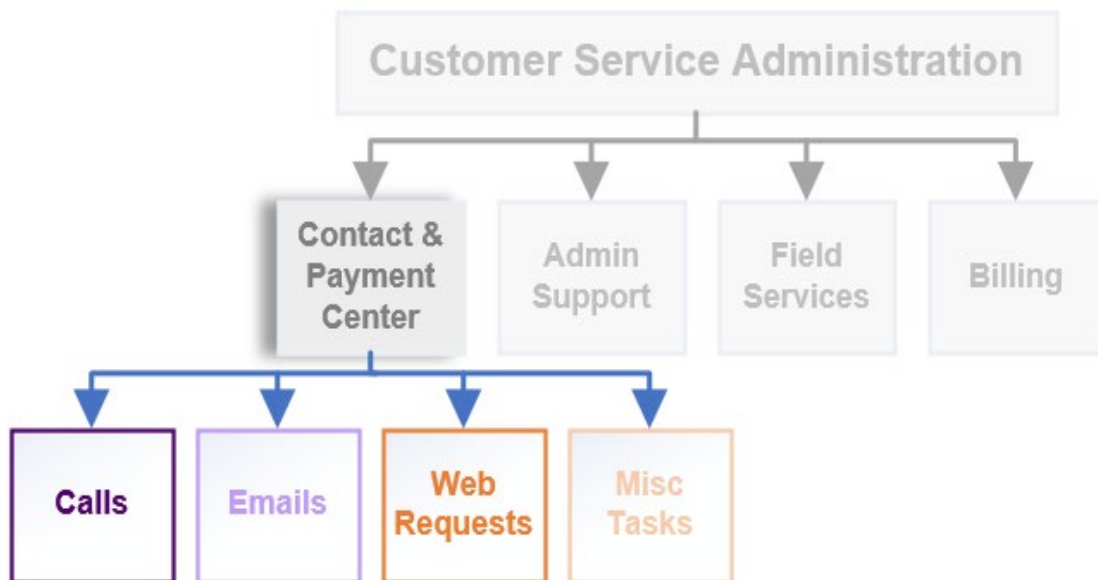 Customer Service Administration
Contact &
Payment
Center
Admin
Support
Field
Services
Billing
Calls
Emails
Web
Requests
Misc
Tasks